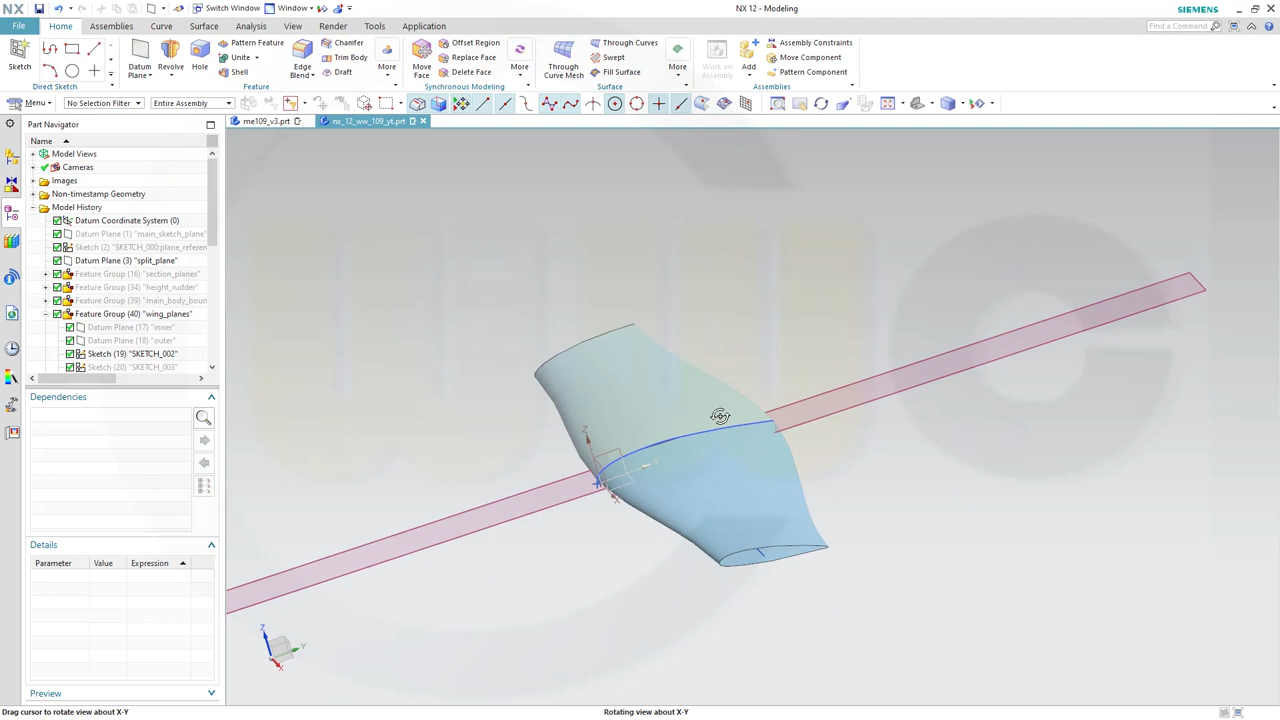 NX
Switch Window
Window
NX 12 - Modeling
SIEMENS
File
Home
Assemblies
Curve
Surface
Analysis
View
Render
Tools
Application
Find a Command
Sketch
Direct Sketch
Datum Plane
Revolve
Hole
Pattern Feature
Unite
Shell
Edge Blend
Chamfer
Trim Body
Draft
More
Feature
Move Face
Offset Region
Replace Face
Delete Face
More
Synchronous Modeling
Through Curve Mesh
Through Curves
Swept
Fill Surface
More
Surface
Work on Assembly
Add
Assembly Constraints
Move Component
Pattern Component
Assemblies
Menu
No Selection Filter
Entire Assembly
Part Navigator
me109_v3.prt
nx_12_ww_109_yt.prt
Name
Model Views
Cameras
Images
Non-timestamp Geometry
Model History
Datum Coordinate System (0)
Datum Plane (1) "main_sketch_plane"
Sketch (2) "SKETCH_000:plane_referen
Datum Plane (3) "split_plane"
Feature Group (16) "section_planes"
Feature Group (34) "height_rudder"
Feature Group (39) "main_body_boun
Feature Group (40) "wing_planes"
Datum Plane (17) "inner"
Datum Plane (18) "outer"
Sketch (19) "SKETCH_002"
Sketch (20) "SKETCH_003"
Dependencies
Details
Parameter
Value
Expression
Preview
Z
X
Z
Y
X
Drag cursor to rotate view about X-Y
Rotating view about X-Y